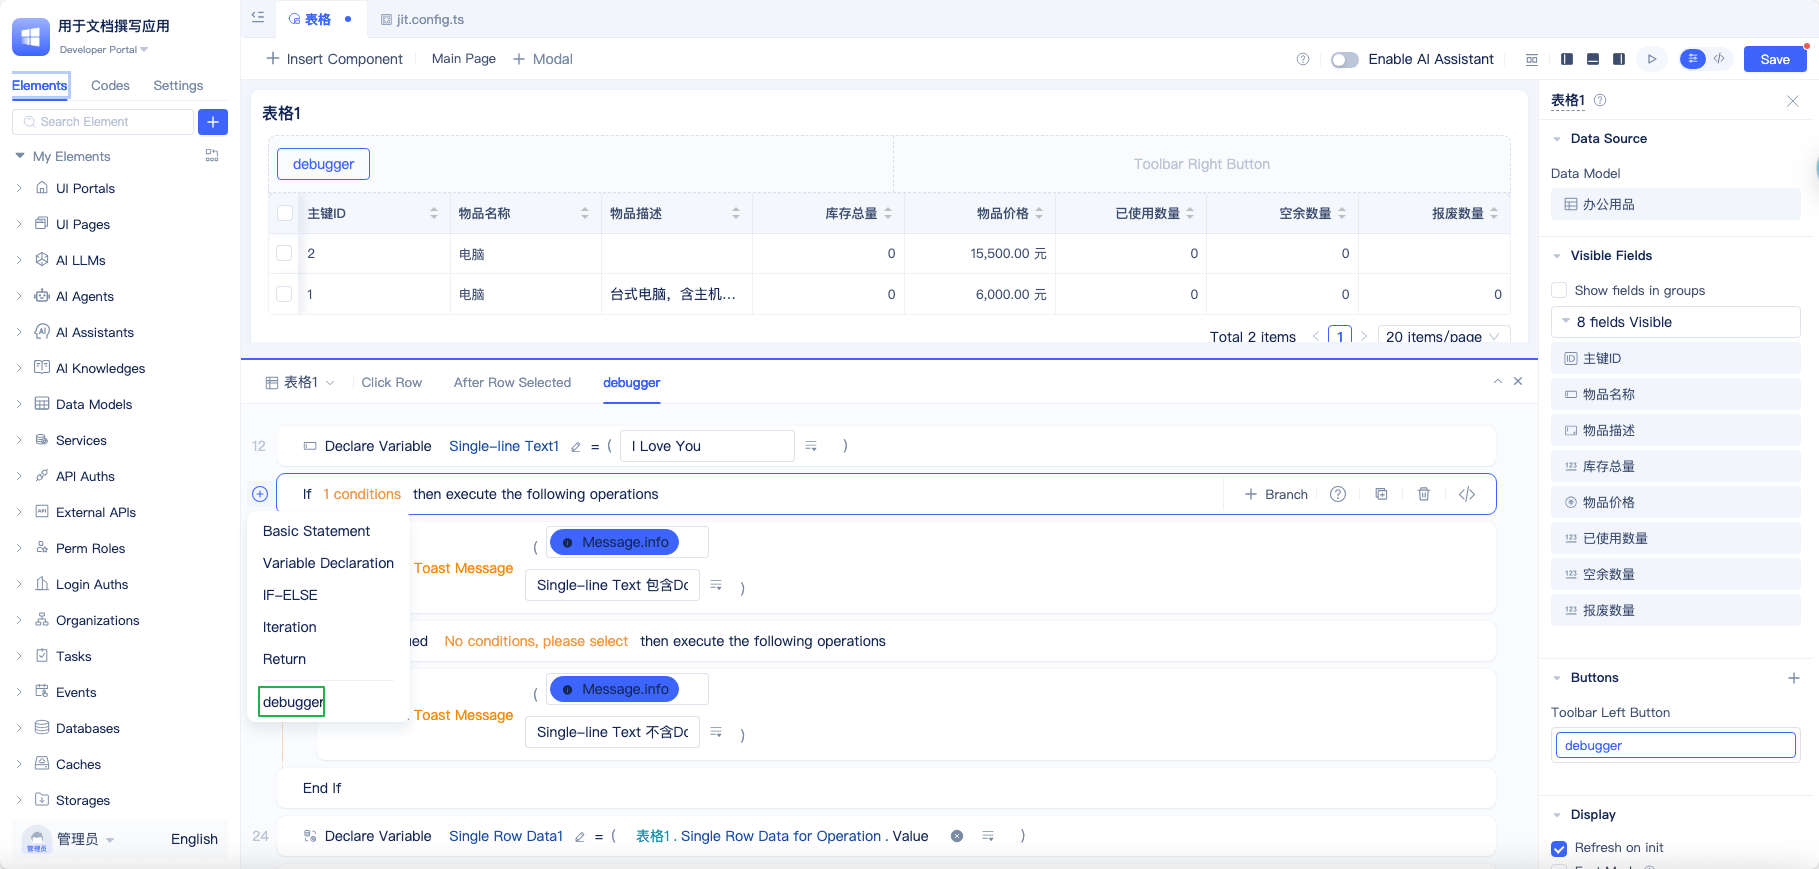 用于文档撰写应用
Developer Portal
Elements Codes Settings
Search Element
My Elements
UI Portals
UI Pages
AI LLMs
AI Agents
AI Assistants
AI Knowledges
Data Models
Services
API Auths
External APIs
Perm Roles
Login Auths
Organizations
Tasks
Events
Databases
Caches
Storages
管理员
管理员 English
表格 jit.config.ts
Insert Component Main Page Modal
Enable AI Assistant Save
表格1
debugger Toolbar Right Button
主键ID 物品名称 物品描述 库存总量 物品价格 已使用数量 空余数量 报废数量
2 电脑 0 15,500.00 元 0 0
1 电脑 台式电脑，含主机... 0 6,000.00 元 0 0 0
Total 2 items 1 20 items/page
表格1 Click Row After Row Selected debugger
12 Declare Variable Single-line Text1 = ( I Love You )
If 1 conditions then execute the following operations Branch
Basic Statement
Variable Declaration
IF-ELSE
Iteration
Return
debugger
( Message.info
Toast Message
Single-line Text 包含Do )
ued No conditions, please select then execute the following operations
( Message.info
Toast Message
Single-line Text 不含Do )
End If
24 Declare Variable Single Row Data1 = ( 表格1 . Single Row Data for Operation . Value )
表格1
Data Source
Data Model
办公用品
Visible Fields
Show fields in groups
8 fields Visible
主键ID
物品名称
物品描述
库存总量
物品价格
已使用数量
空余数量
报废数量
Buttons
Toolbar Left Button
debugger
Display
Refresh on init